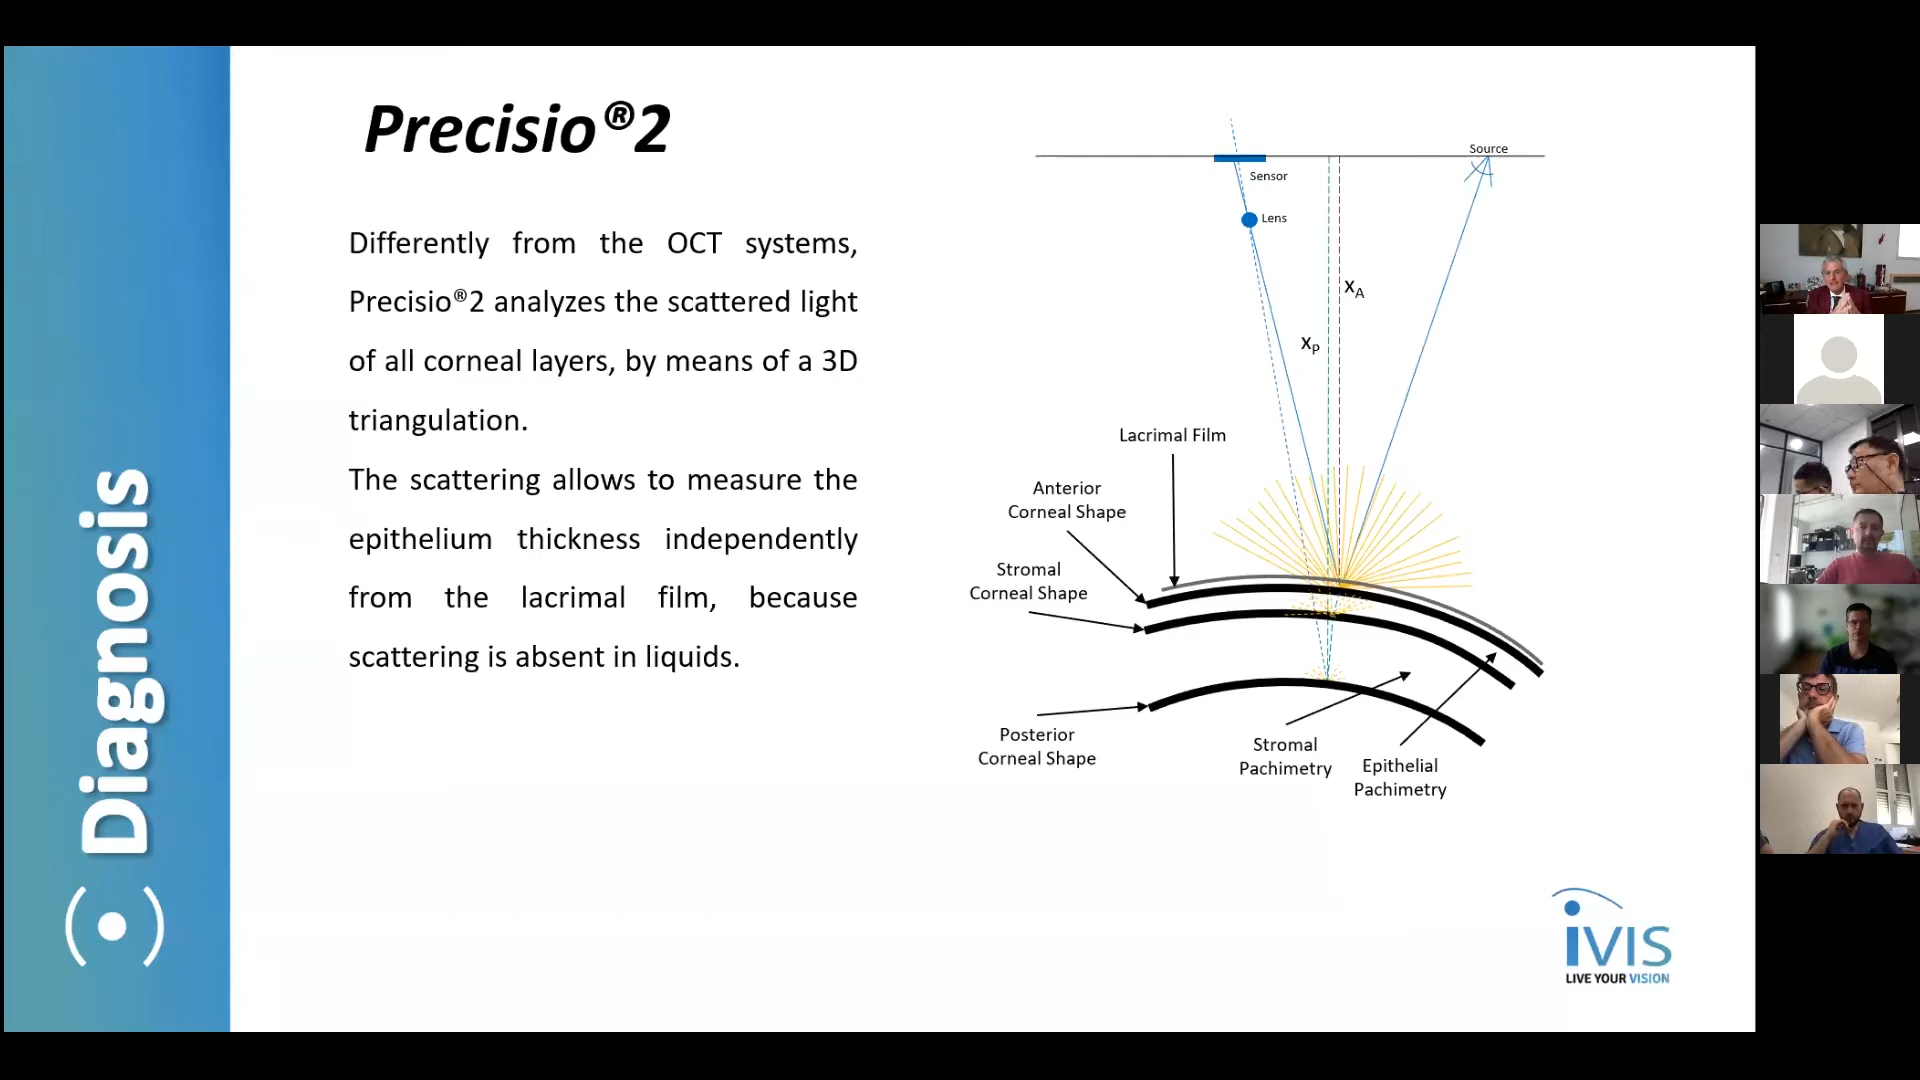 Diagnosis
Precisio®2
Differently from the OCT systems,
Precisio®2 analyzes the scattered light
of all corneal layers, by means of a 3D
triangulation.
The scattering allows to measure the
epithelium thickness independently
from the lacrimal film, because
scattering is absent in liquids.
Source
Sensor
Lens
XA
XP
Lacrimal Film
Anterior
Corneal Shape
Stromal
Corneal Shape
Posterior
Corneal Shape
Stromal
Pachimetry
Epithelial
Pachimetry
iVIS
LIVE YOUR VISION